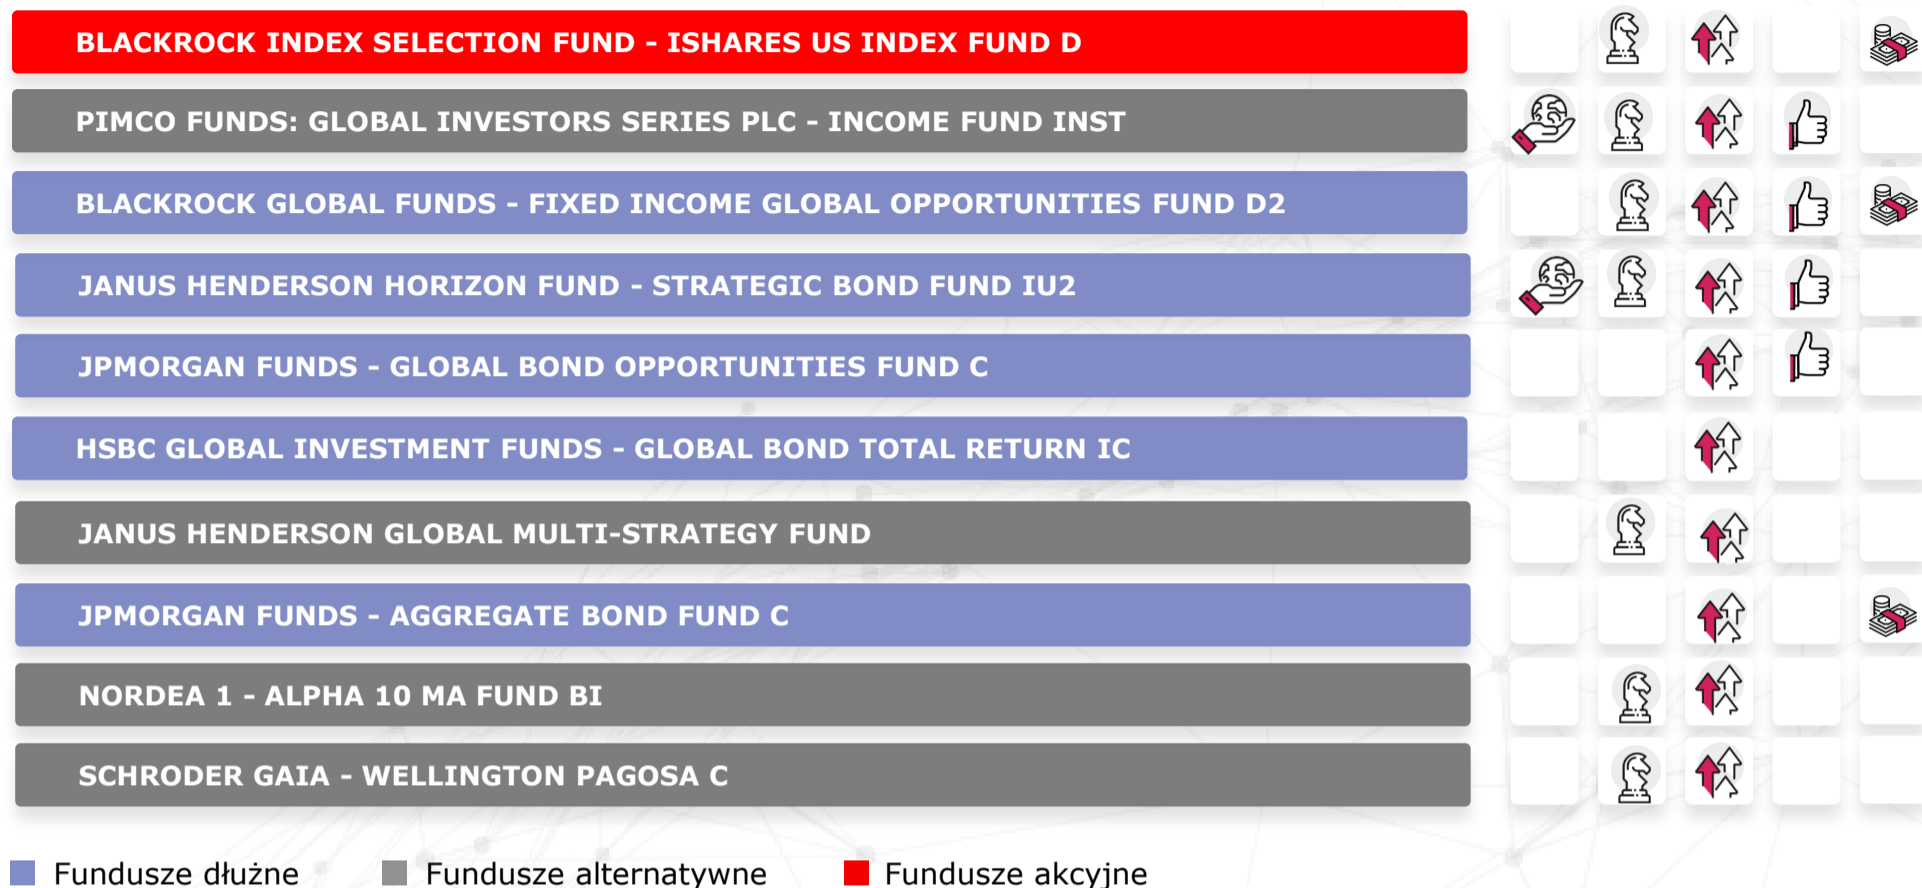 BLACKROCK INDEX SELECTION FUND - ISHARES US INDEX FUND D
PIMCO FUNDS: GLOBAL INVESTORS SERIES PLC - INCOME FUND INST
BLACKROCK GLOBAL FUNDS - FIXED INCOME GLOBAL OPPORTUNITIES FUND D2
JANUS HENDERSON HORIZON FUND - STRATEGIC BOND FUND IU2
JPMORGAN FUNDS - GLOBAL BOND OPPORTUNITIES FUND C
HSBC GLOBAL INVESTMENT FUNDS - GLOBAL BOND TOTAL RETURN IC
JANUS HENDERSON GLOBAL MULTI-STRATEGY FUND
JPMORGAN FUNDS - AGGREGATE BOND FUND C
NORDEA 1 - ALPHA 10 MA FUND BI
SCHRODER GAIA - WELLINGTON PAGOSA C
Fundusze dłużne Fundusze alternatywne Fundusze akcyjne